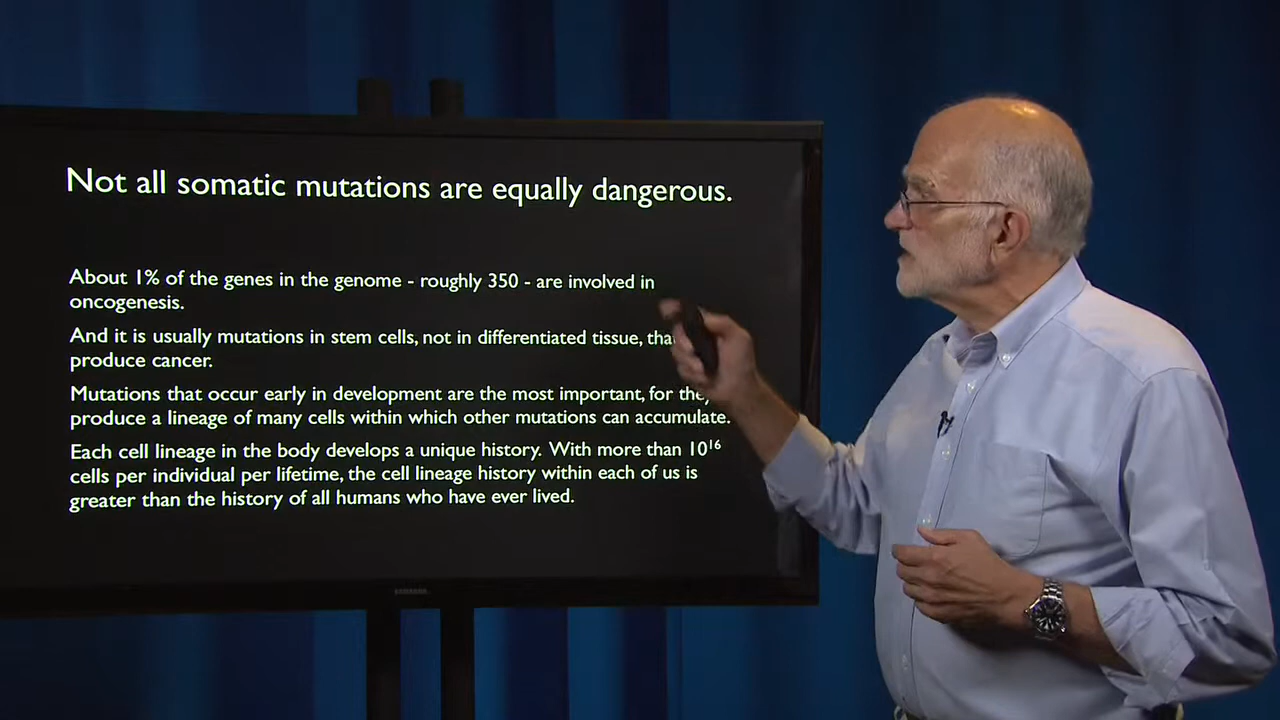 Not all somatic mutations are equally dangerous.
About 1% of the genes in the genome - roughly 350 - are involved in
oncogenesis.
And it is usually mutations in stem cells, not in differentiated tissue, tha
produce cancer.
Mutations that occur early in development are the most important, for they
produce a lineage of many cells within which other mutations can accumulate.
Each cell lineage in the body develops a unique history. With more than 10¹⁶
cells per individual per lifetime, the cell lineage history within each of us is
greater than the history of all humans who have ever lived.
SAMSUNG